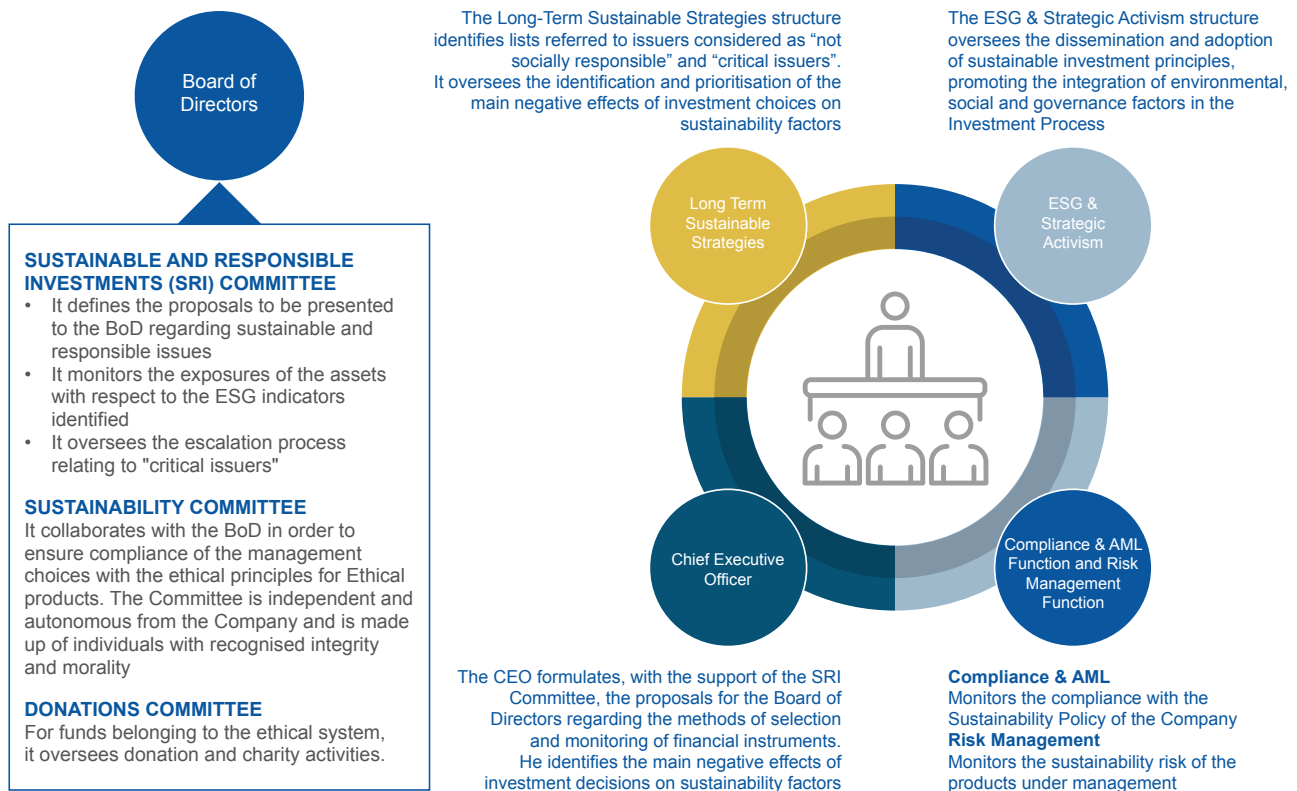 Board of
Directors
SUSTAINABLE AND RESPONSIBLE
INVESTMENTS (SRI) COMMITTEE
• It defines the proposals to be presented
to the BoD regarding sustainable and
responsible issues
• It monitors the exposures of the assets
with respect to the ESG indicators
identified
• It oversees the escalation process
relating to "critical issuers"
SUSTAINABILITY COMMITTEE
It collaborates with the BoD in order to
ensure compliance of the management
choices with the ethical principles for Ethical
products. The Committee is independent and
autonomous from the Company and is made
up of individuals with recognised integrity
and morality
DONATIONS COMMITTEE
For funds belonging to the ethical system,
it oversees donation and charity activities.
The Long-Term Sustainable Strategies structure
identifies lists referred to issuers considered as “not
socially responsible” and “critical issuers”.
It oversees the identification and prioritisation of the
main negative effects of investment choices on
sustainability factors
The ESG & Strategic Activism structure
oversees the dissemination and adoption
of sustainable investment principles,
promoting the integration of environmental,
social and governance factors in the
Investment Process
Long Term
Sustainable
Strategies
ESG &
Strategic
Activism
Chief Executive
Officer
Compliance & AML
Function and Risk
Management
Function
The CEO formulates, with the support of the SRI
Committee, the proposals for the Board of
Directors regarding the methods of selection
and monitoring of financial instruments.
He identifies the main negative effects of
investment decisions on sustainability factors
Compliance & AML
Monitors the compliance with the
Sustainability Policy of the Company
Risk Management
Monitors the sustainability risk of the
products under management